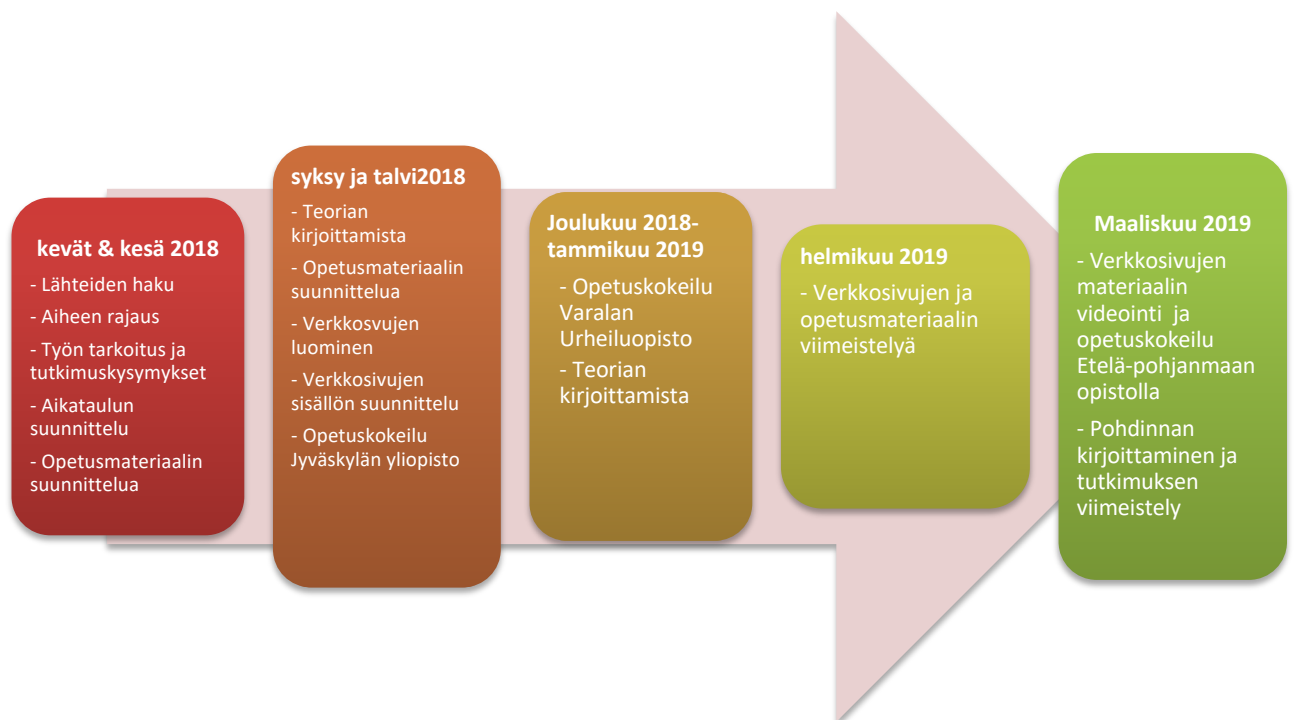 kevät & kesä 2018
- Lähteiden haku
- Aiheen rajaus
- Työn tarkoitus ja
tutkimuskysymykset
- Aikataulun
suunnittelu
- Opetusmateriaalin
suunnittelua
syksy ja talvi2018
- Teorian
kirjoittamista
- Opetusmateriaalin
suunnittelua
- Verkkosvujen
luominen
- Verkkosivujen
sisällön suunnittelu
- Opetuskokeilu
Jyväskylän yliopisto
Joulukuu 2018-
tammikuu 2019
- Opetuskokeilu
Varalan
Urheiluopisto
- Teorian
kirjoittamista
helmikuu 2019
- Verkkosivujen ja
opetusmateriaalin
viimeistelyä
Maaliskuu 2019
- Verkkosivujen
materiaalin
videointi ja
opetuskokeilu
Etelä-pohjanmaan
opistolla
- Pohdinnan
kirjoittaminen ja
tutkimuksen
viimeistely